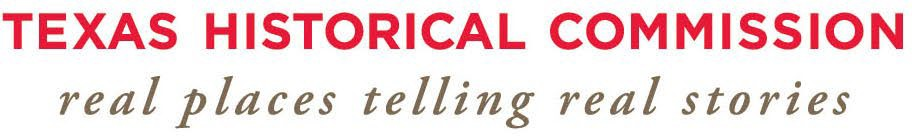 TEXAS HISTORICAL COMMISSION
real places telling real stories